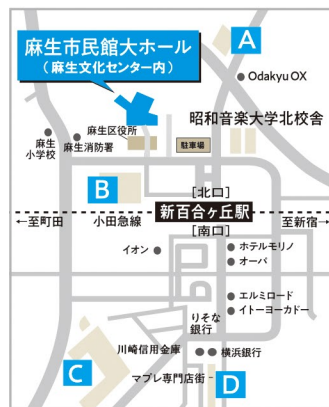 A
麻生市民館大ホール
（麻生文化センター内）
Odakyu OX
昭和音楽大学北校舎
麻生区役所
麻生
小学校
麻生消防署
駐車場
B
［北口］
新百合ヶ丘駅
←至町田
小田急線
至新宿→
［南口］
イオン
ホテルモリノ
オーパ
エルミロード
イトーヨーカドー
りそな
銀行
川崎信用金庫
横浜銀行
C
マプレ専門店街
D